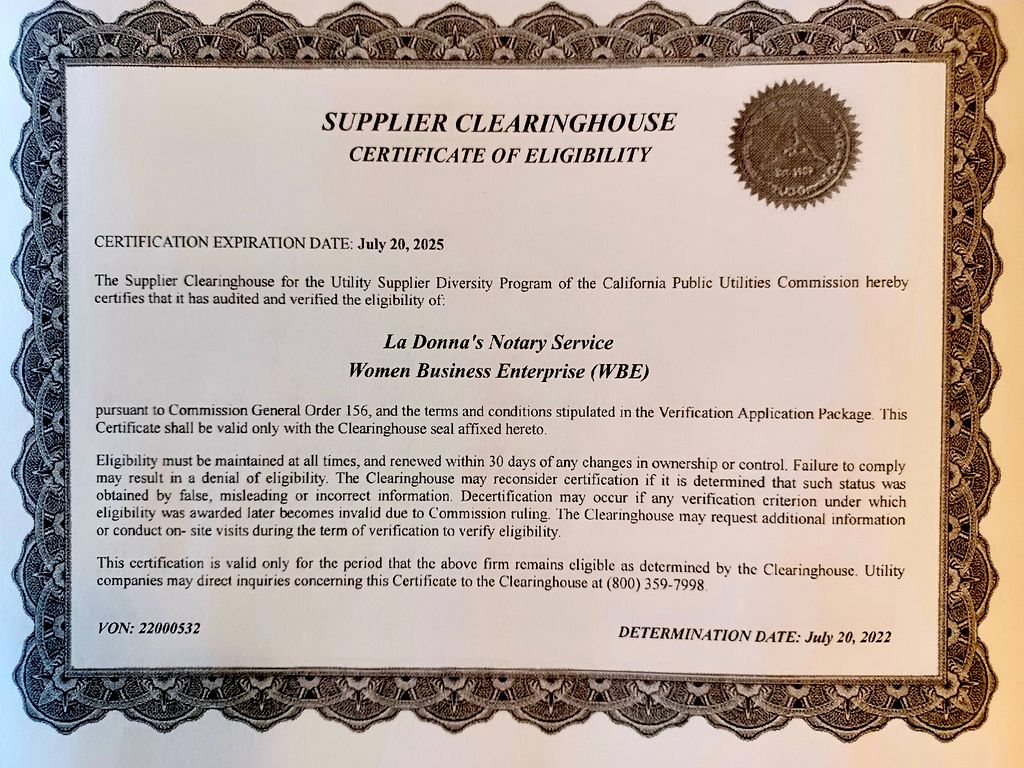 SUPPLIER CLEARINGHOUSE
CERTIFICATE OF ELIGIBILITY
CERTIFICATION EXPIRATION DATE: July 20, 2025
The Supplier Clearinghouse for the Utility Supplier Diversity Program of the California Public Utilities Commission hereby
certifies that it has audited and verified the eligibility of:
La Donna's Notary Service
Women Business Enterprise (WBE)
pursuant to Commission General Order 156, and the terms and conditions stipulated in the Verification Application Package. This
Certificate shall be valid only with the Clearinghouse seal affixed hereto.
Eligibility must be maintained at all times, and renewed within 30 days of any changes in ownership or control. Failure to comply
may result in a denial of eligibility. The Clearinghouse may reconsider certification if it is determined that such status was
obtained by false, misleading or incorrect information. Decertification may occur if any verification criterion under which
eligibility was awarded later becomes invalid due to Commission ruling. The Clearinghouse may request additional information
or conduct on- site visits during the term of verification to verify eligibility.
This certification is valid only for the period that the above firm remains eligible as determined by the Clearinghouse. Utility
companies may direct inquiries concerning this Certificate to the Clearinghouse at (800) 359-7998.
VON: 22000532
DETERMINATION DATE: July 20, 2022